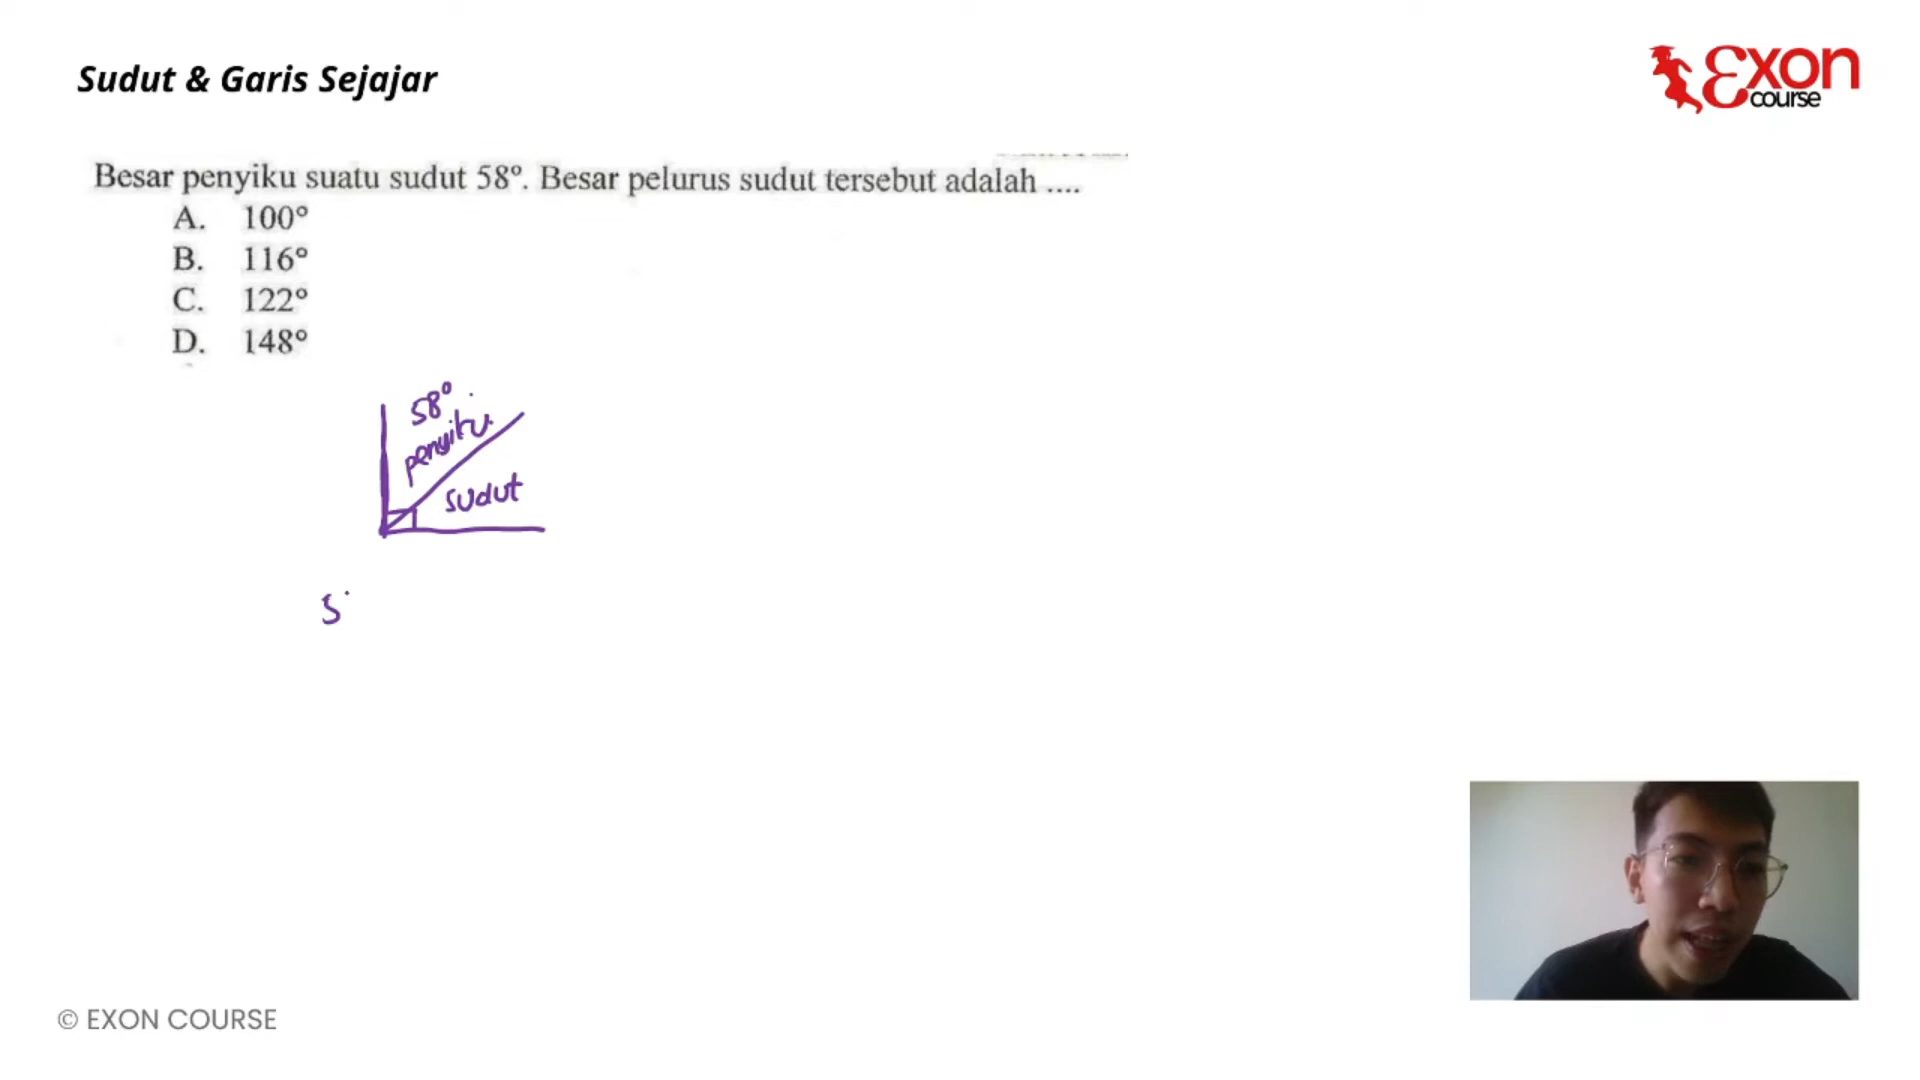 Sudut & Garis Sejajar
Exon
course
Besar penyiku suatu sudut 58°. Besar pelurus sudut tersebut adalah ....
A. 100°
B. 116°
C. 122°
D. 148°
58°
penyiku
sudut
S
© EXON COURSE